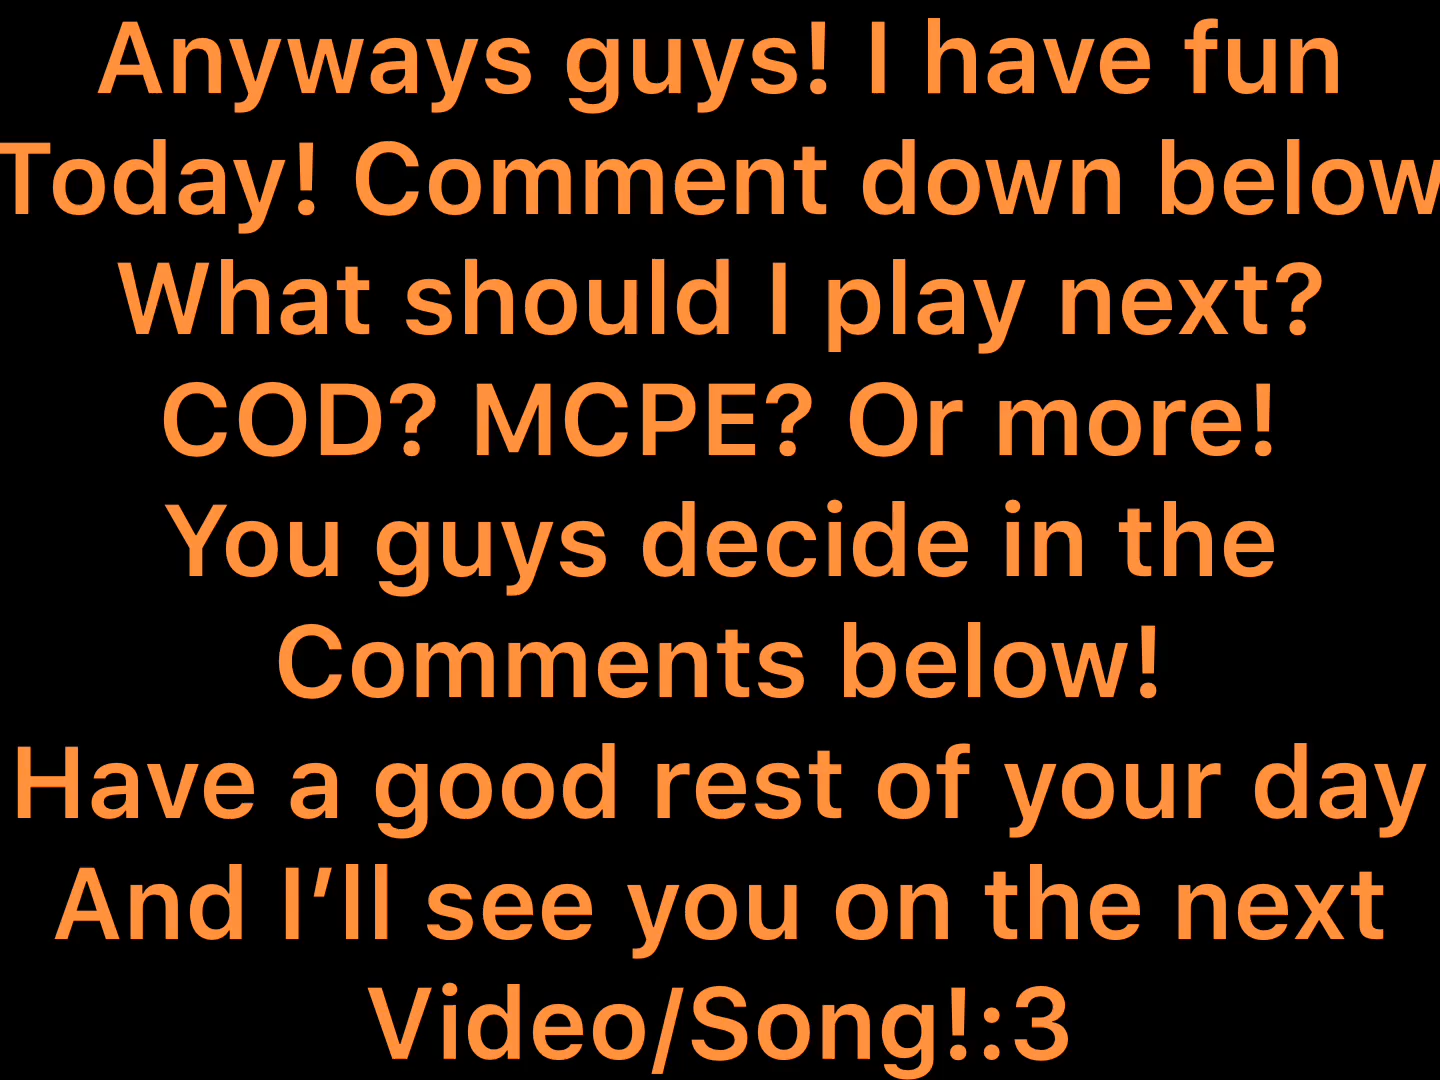 Anyways guys! I have fun
Today! Comment down below
What should I play next?
COD? MCPE? Or more!
You guys decide in the
Comments below!
Have a good rest of your day
And I’ll see you on the next
Video/Song!:3